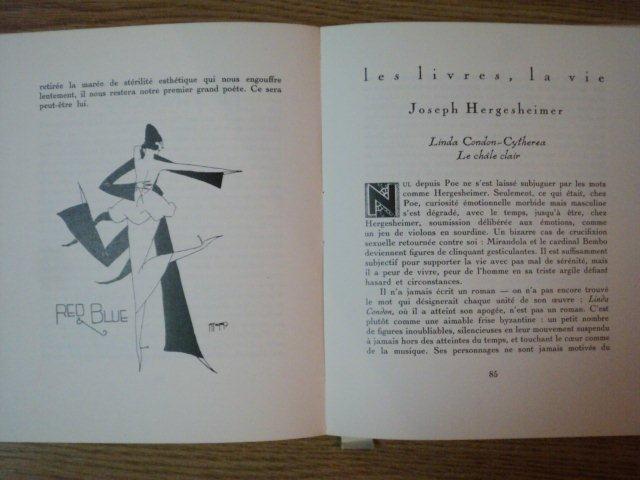 retirée la marée de stérilité esthétique qui nous engouffre
lentement, il nous restera notre premier grand poète. Ce sera
peut-être lui.
RED & BLUE
les livres, la vie
Joseph Hergesheimer
Linda Condon-Cytherea
Le châle clair
NUL depuis Poe ne s'est laissé subjuguer par les mots
comme Hergesheimer. Seulement, ce qui était, chez
Poe, curiosité émotionnelle morbide mais masculine
s'est dégradé, avec le temps, jusqu'à être, chez
Hergesheimer, soumission délibérée aux émotions, comme
un jeu de violons en sourdine. Un bizarre cas de crucifixion
sexuelle retournée contre soi : Mirandola et le cardinal Bembo
deviennent figures de clinquant gesticulantes. Il est suffisamment
subjectif pour supporter la vie avec pas mal de sérénité, mais
il a peur de vivre, peur de l'homme en sa triste argile défiant
hasard et circonstances.
Il n'a jamais écrit un roman — on n'a pas encore trouvé
le mot qui désignerait chaque unité de son œuvre : Linda
Condon, où il a atteint son apogée, n'est pas un roman. C'est
plutôt comme une aimable frise byzantine : un petit nombre
de figures inoubliables, silencieuses en leur mouvement suspendu
à jamais hors des atteintes du temps, et touchant le cœur comme
de la musique. Ses personnages ne sont jamais motivés du
85